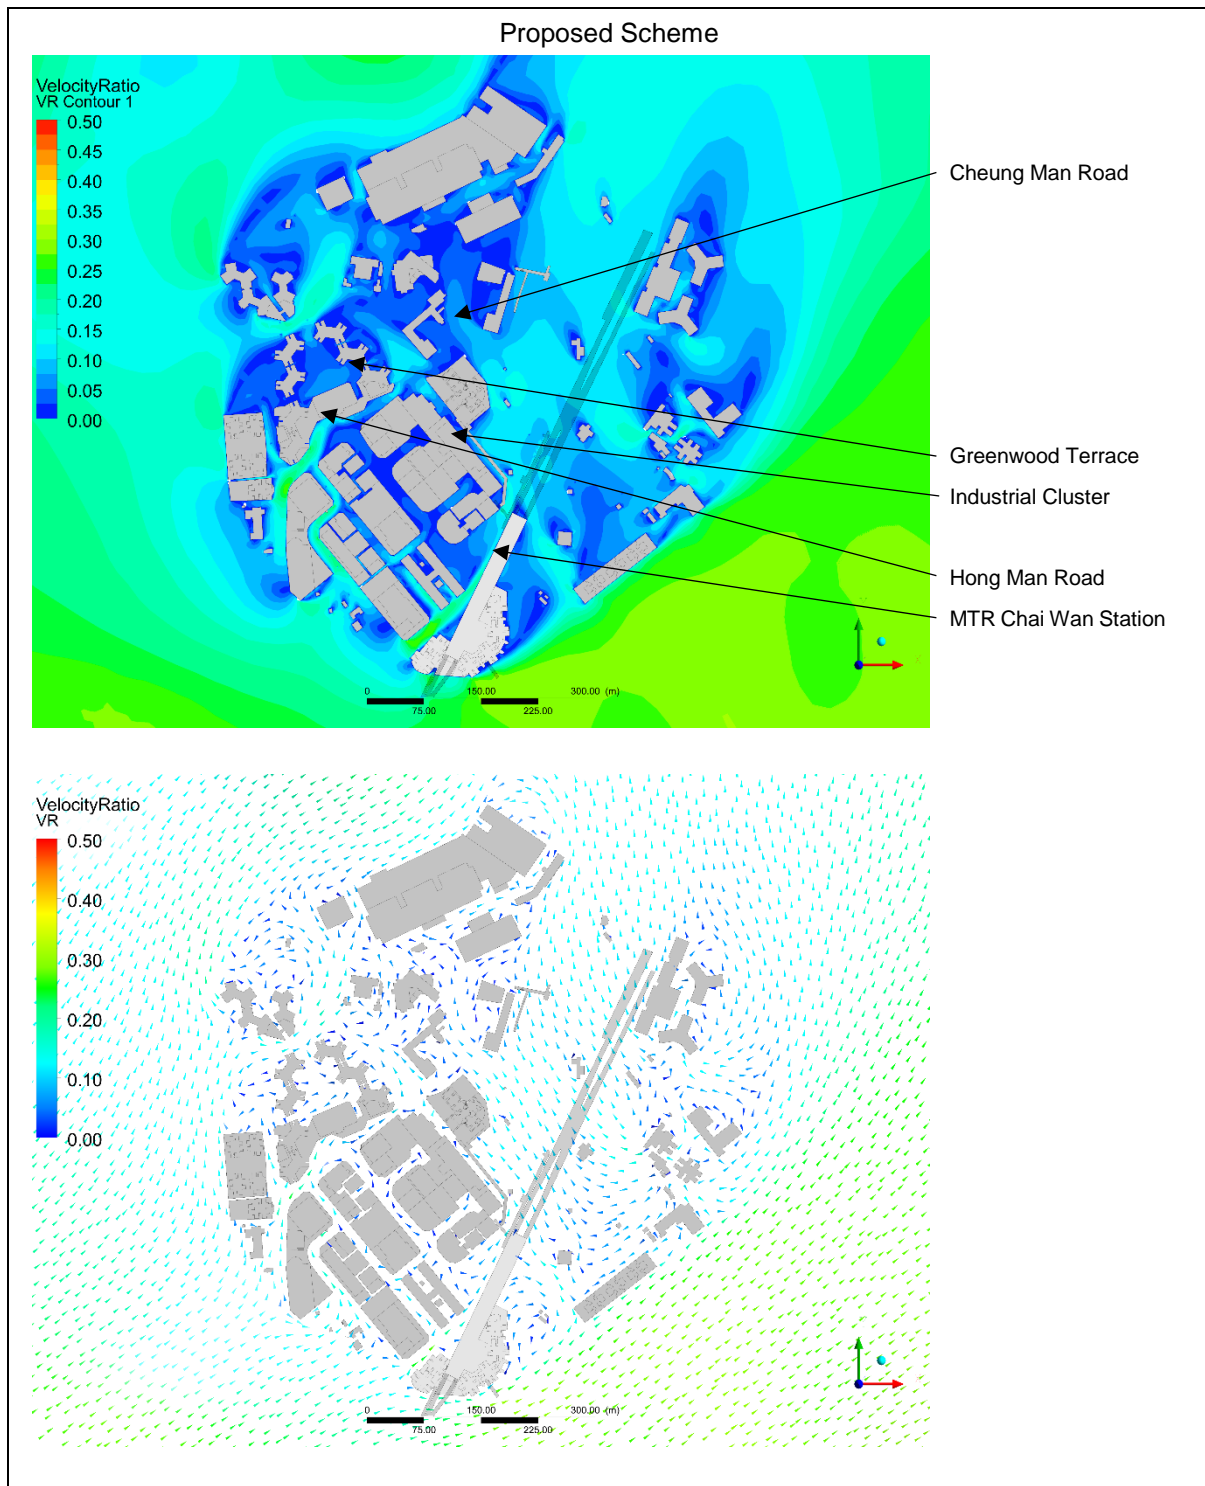 Proposed Scheme
VelocityRatio
VR Contour 1
0.50
0.45
0.40
0.35
0.30
0.25
0.20
0.15
0.10
0.05
0.00
Cheung Man Road
Greenwood Terrace
Industrial Cluster
Hong Man Road
MTR Chai Wan Station
0 150.00 300.00 (m)
75.00 225.00
VelocityRatio
VR
0.50
0.40
0.30
0.20
0.10
0.00
0 150.00 300.00 (m)
75.00 225.00